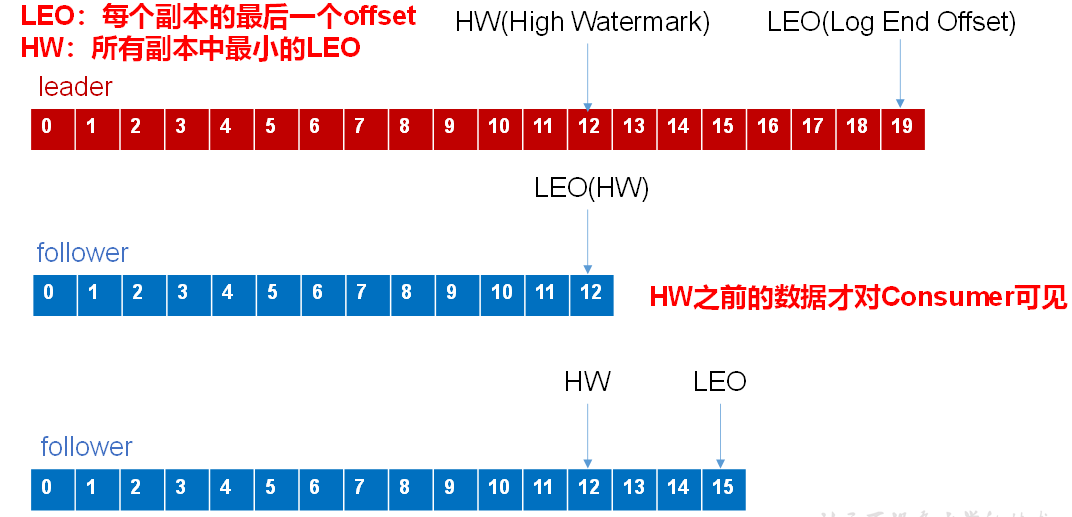 LEO：每个副本的最后一个offset
HW：所有副本中最小的LEO
HW(High Watermark)
LEO(Log End Offset)
leader
0 1 2 3 4 5 6 7 8 9 10 11 12 13 14 15 16 17 18 19
LEO(HW)
follower
0 1 2 3 4 5 6 7 8 9 10 11 12
HW之前的数据才对Consumer可见
HW
LEO
follower
0 1 2 3 4 5 6 7 8 9 10 11 12 13 14 15